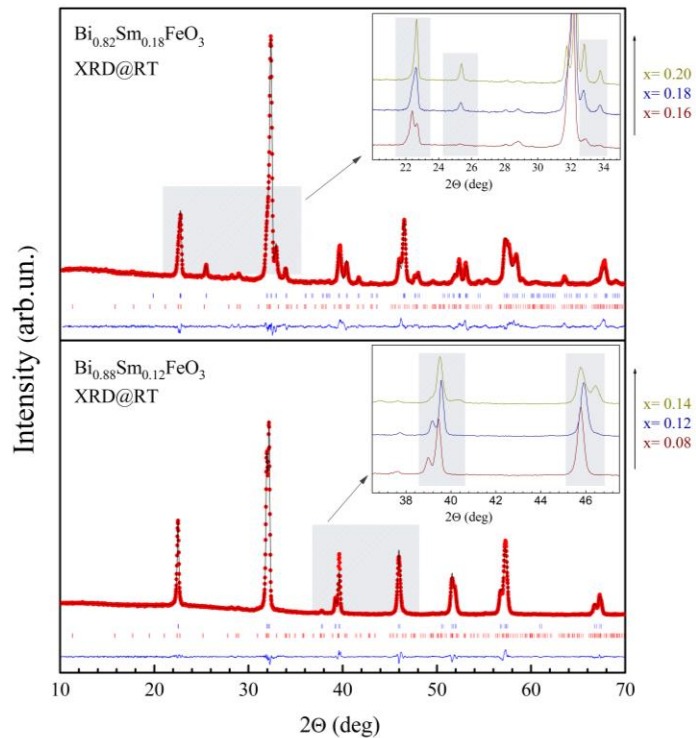 Bi0.82Sm0.18FeO3
XRD@RT
x= 0.20
x= 0.18
x= 0.16
22 24 26 28 30 32 34
2Θ (deg)
Intensity (arb.un.)
Bi0.88Sm0.12FeO3
XRD@RT
x= 0.14
x= 0.12
x= 0.08
38 40 42 44 46
2Θ (deg)
10 20 30 40 50 60 70
2Θ (deg)